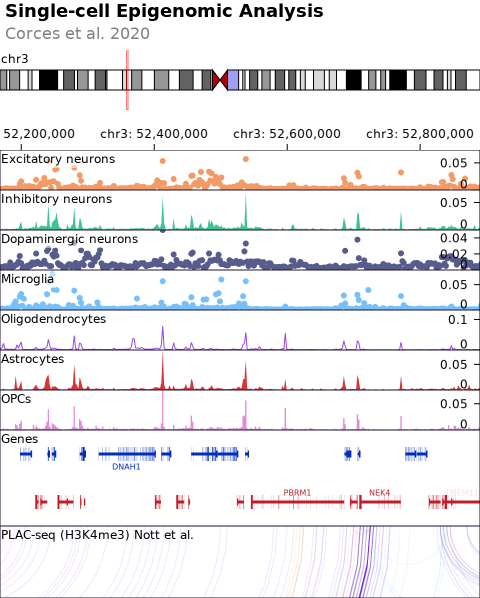 Single-cell Epigenomic Analysis
Corces et al. 2020
chr3
52,200,000 chr3: 52,400,000 chr3: 52,600,000 chr3: 52,800,000
Excitatory neurons 0.05
0
Inhibitory neurons 0.05
0
Dopaminergic neurons 0.04
0.02
0
Microglia 0.05
0
Oligodendrocytes 0.1
0
Astrocytes 0.05
0
OPCs 0.05
0
Genes
DNAH1
PBRM1 NEK4
PLAC-seq (H3K4me3) Nott et al.